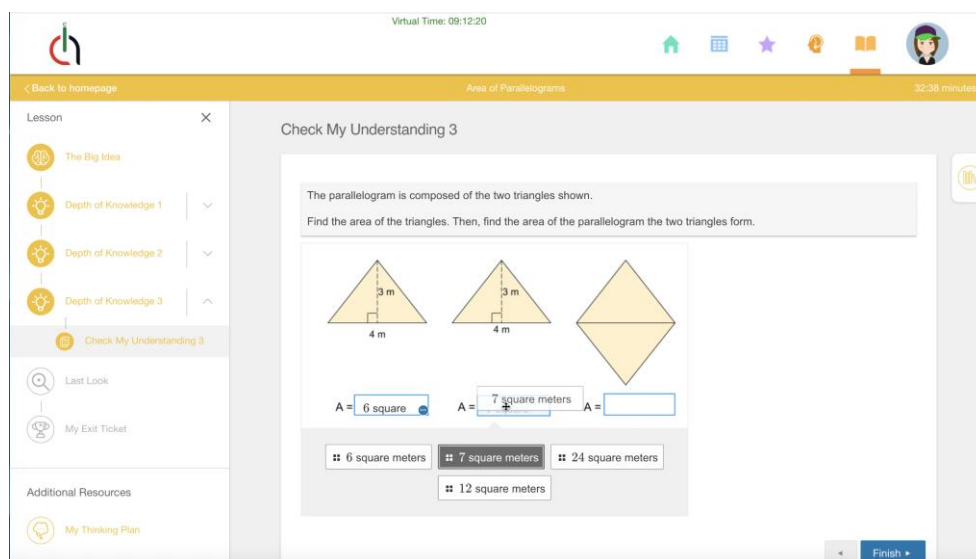 Virtual Time: 09:12:20
Back to homepage
Area of Parallelograms
32:38 minutes
Lesson
The Big Idea
Depth of Knowledge 1
Depth of Knowledge 2
Depth of Knowledge 3
Check My Understanding 3
Last Look
My Exit Ticket
Additional Resources
My Thinking Plan
Check My Understanding 3
The parallelogram is composed of the two triangles shown.
Find the area of the triangles. Then, find the area of the parallelogram the two triangles form.
3 m
4 m
3 m
4 m
A = 6 square
A = 7 square meters
A =
6 square meters
7 square meters
24 square meters
12 square meters
Finish